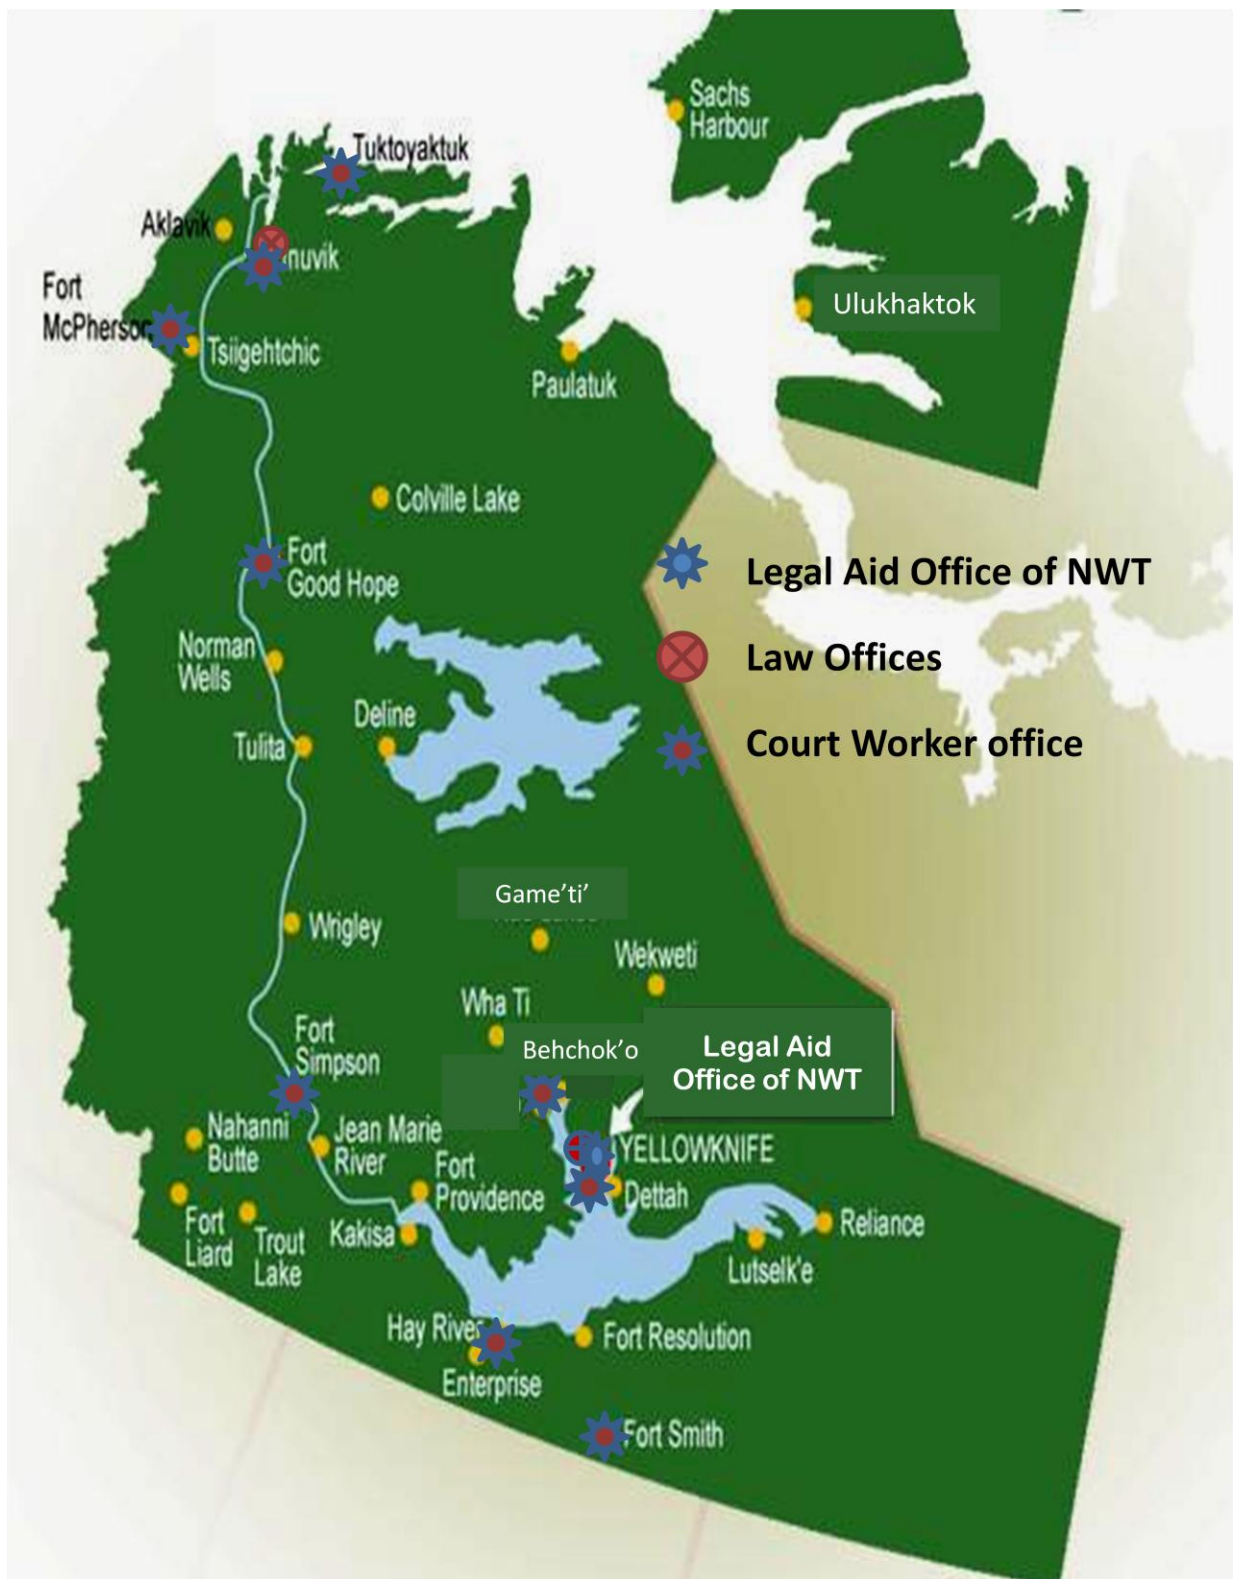 Sachs
Harbour
Tuktoyaktuk
Aklavik
nuvik
Ulukhaktok
Fort
McPherson
Tsiigehtchic
Paulatuk
Colville Lake
Fort
Good Hope
Legal Aid Office of NWT
Norman
Wells
Law Offices
Deline
Tulita
Court Worker office
Game'ti'
Wrigley
Wekweti
Wha Ti
Fort
Simpson
Behchok'o
Legal Aid
Office of NWT
Nahanni
Butte
Jean Marie
River
YELLOWKNIFE
Fort
Providence
Dettah
Fort
Liard
Trout
Lake
Kakisa
Reliance
Lutselk'e
Hay River
Fort Resolution
Enterprise
Fort Smith